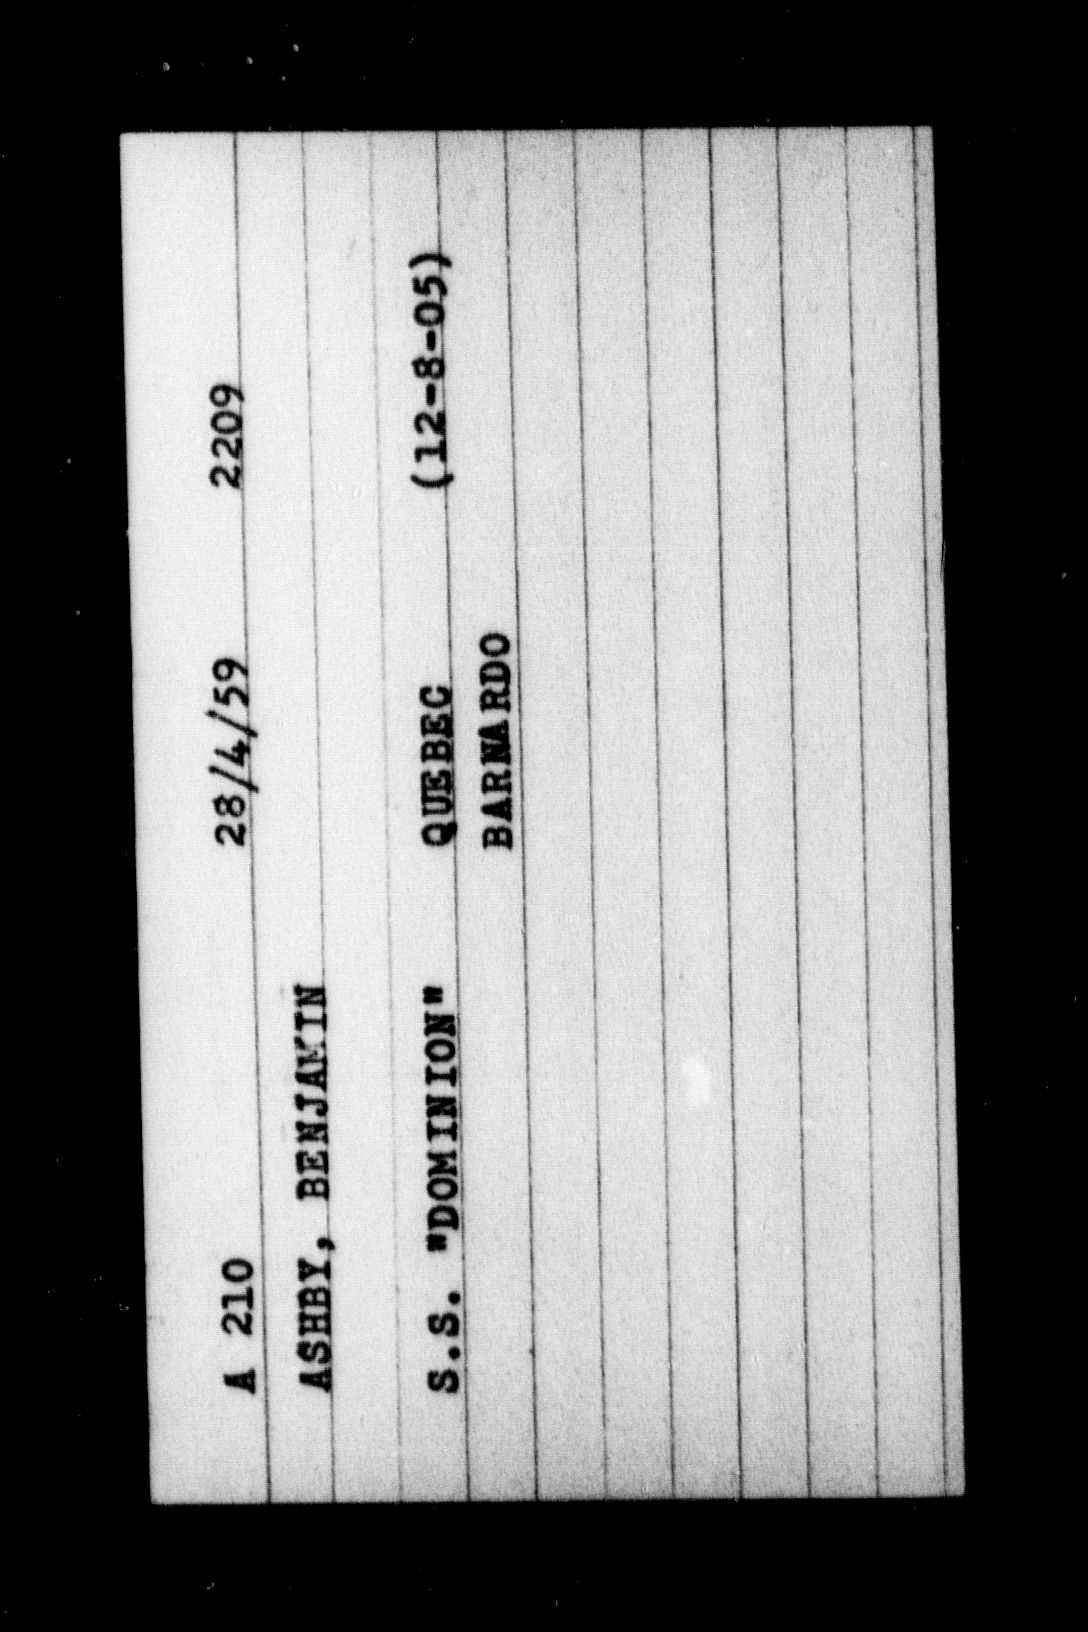 A 210 28/4/59 2209
ASHBY, BENJAMIN
S.S. "DOMINION" QUEBEC (12-8-05)
BARNARDO